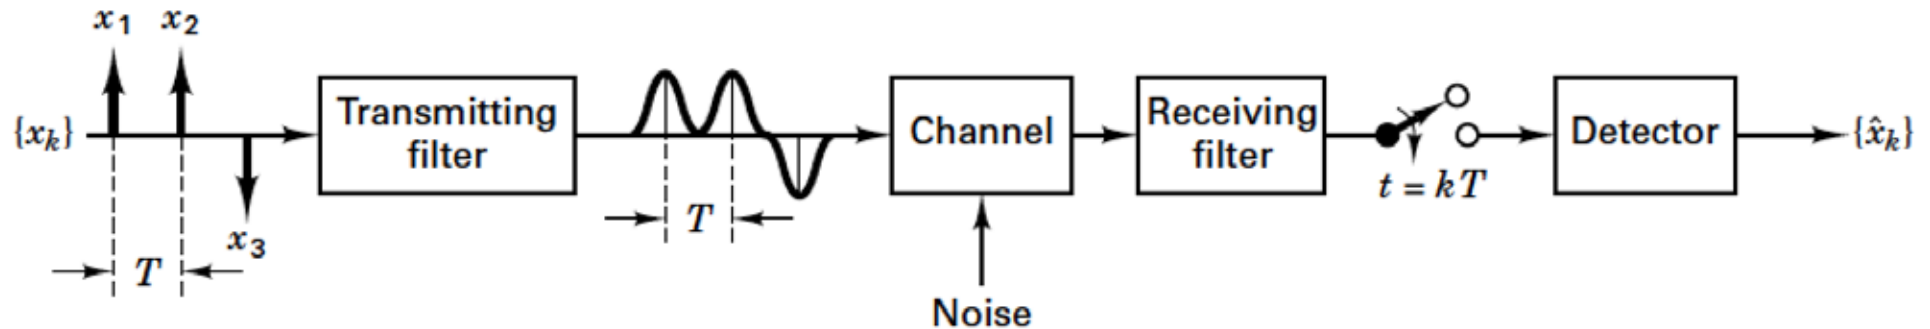 x₁ x₂
{xₖ}
Transmitting
filter
Channel
Receiving
filter
Detector
{x̂ₖ}
t = kT
T
x₃
T
Noise